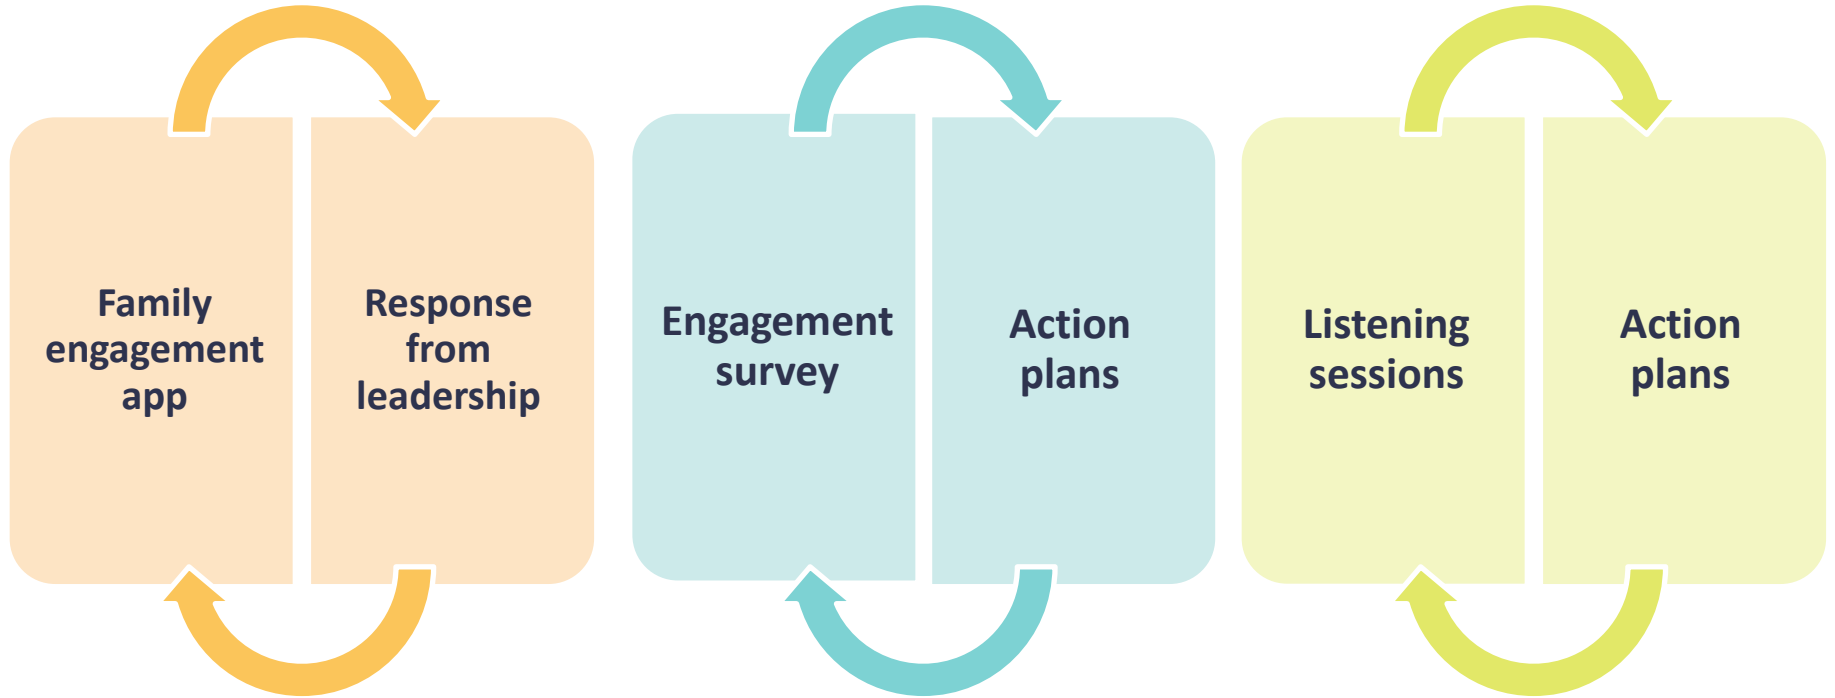 Family
engagement
app
Response
from
leadership
Engagement
survey
Action
plans
Listening
sessions
Action
plans